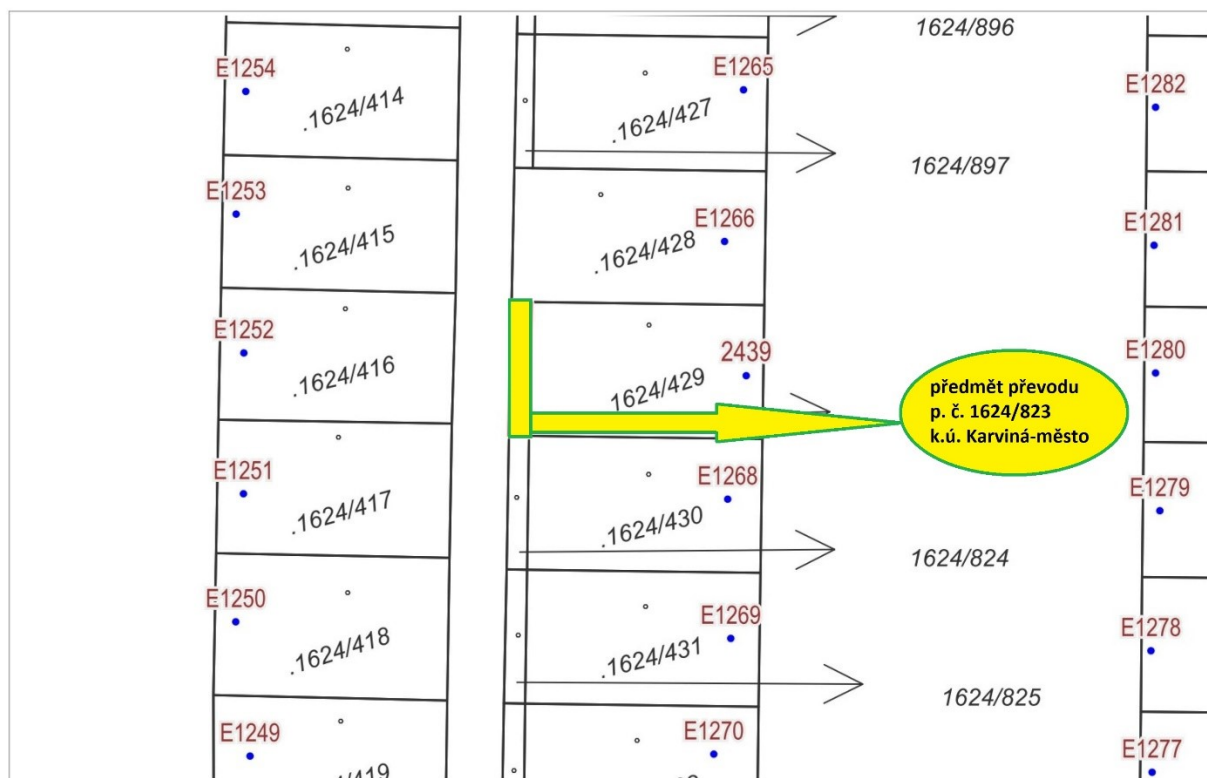 1624/896
E1254
E1265
E1282
.1624/414
.1624/427
1624/897
E1253
E1266
E1281
.1624/415
.1624/428
E1252
2439
E1280
.1624/416
1624/429
předmět převodu
p. č. 1624/823
k.ú. Karviná-město
E1251
E1268
E1279
.1624/417
.1624/430
1624/824
E1250
E1269
E1278
.1624/418
.1624/431
1624/825
E1249
E1270
E1277